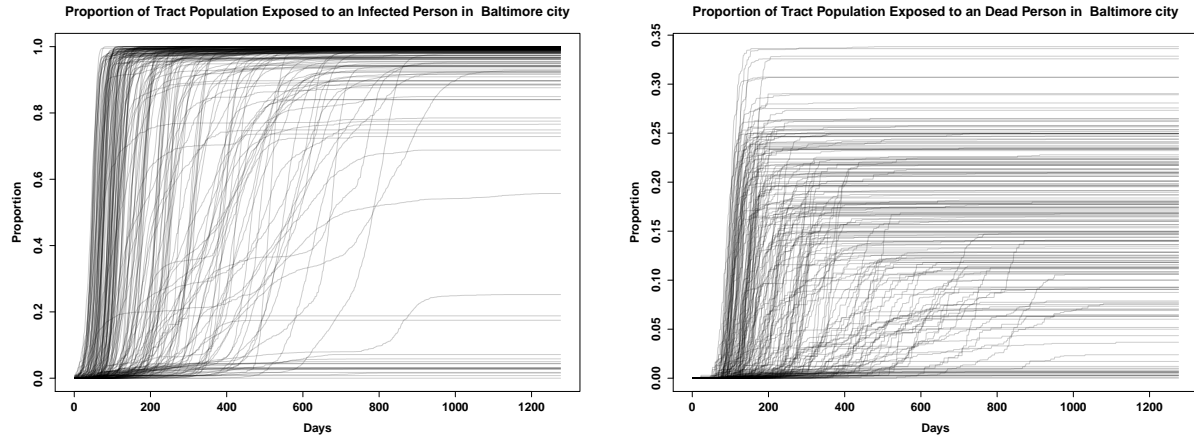 Proportion of Tract Population Exposed to an Infected Person in Baltimore city
1.0
0.8
0.6
0.4
0.2
0.0
Proportion
0 200 400 600 800 1000 1200
Days
Proportion of Tract Population Exposed to an Dead Person in Baltimore city
0.35
0.30
0.25
0.20
0.15
0.10
0.05
0.00
Proportion
0 200 400 600 800 1000 1200
Days